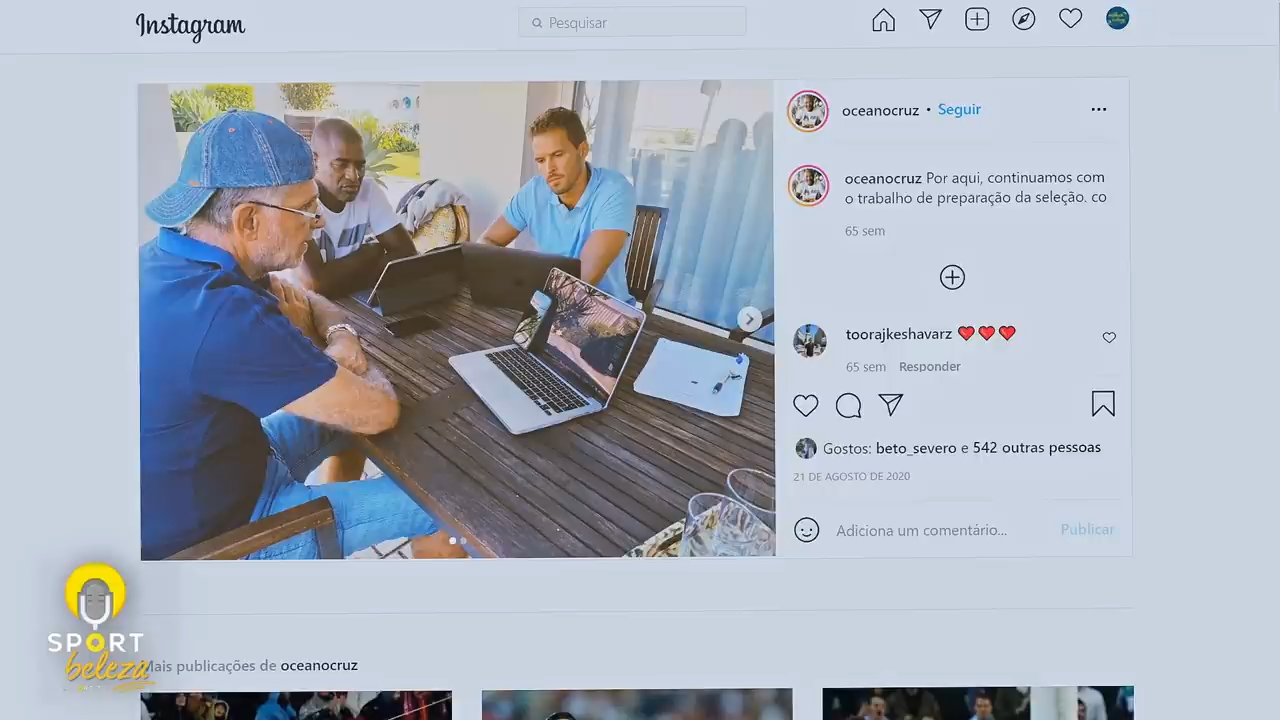 Instagram
Pesquisar
oceanocruz • Seguir
oceanocruz Por aqui, continuamos com
o trabalho de preparação da seleção. co
65 sem
toorajkeshavarz ❤️❤️❤️
65 sem Responder
Gostos: beto_severo e 542 outras pessoas
21 DE AGOSTO DE 2020
Adiciona um comentário... Publicar
SPORT
beleza
Mais publicações de oceanocruz